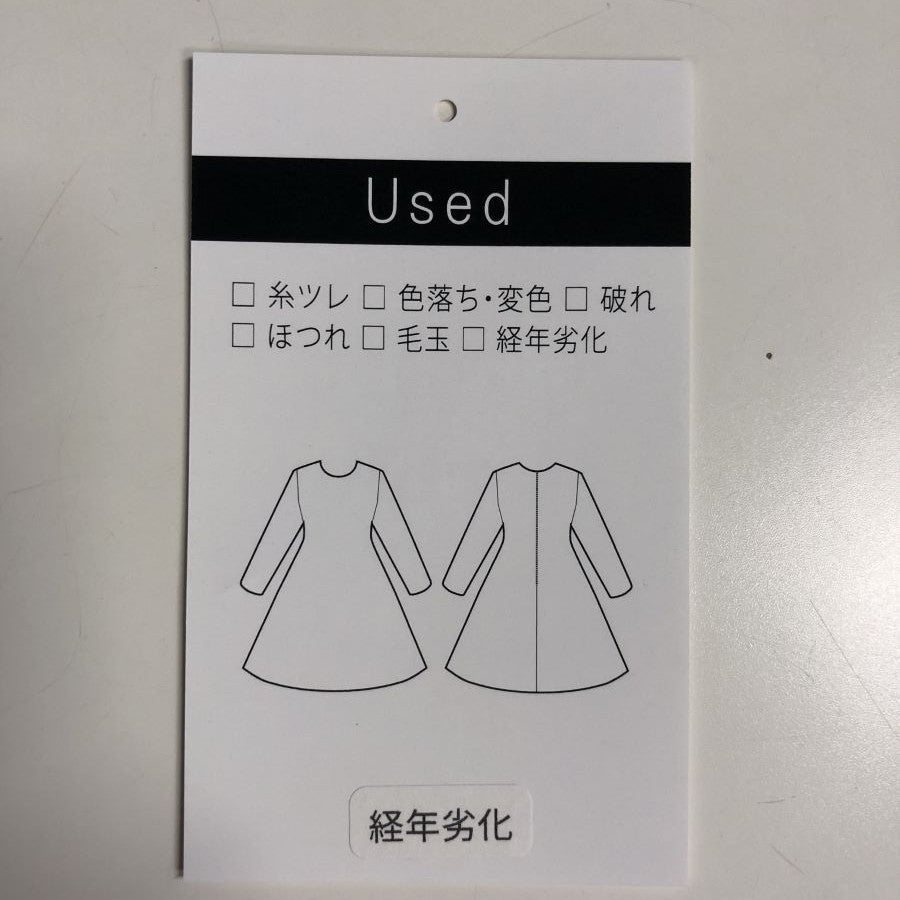 Used
□ 糸ツレ □ 色落ち・変色 □ 破れ
□ ほつれ □ 毛玉 □ 経年劣化
経年劣化